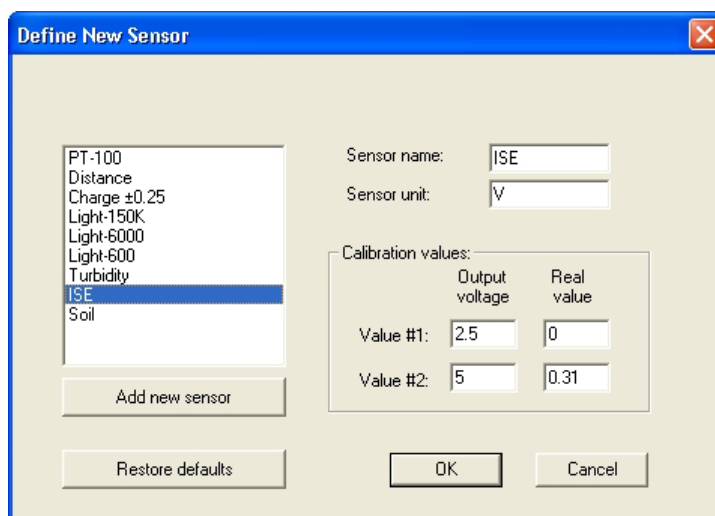 Define New Sensor
PT-100
Distance
Charge ±0.25
Light-150K
Light-6000
Light-600
Turbidity
ISE
Soil
Add new sensor
Restore defaults
Sensor name: ISE
Sensor unit: V
Calibration values:
Output voltage
Real value
Value #1: 2.5 0
Value #2: 5 0.31
OK
Cancel